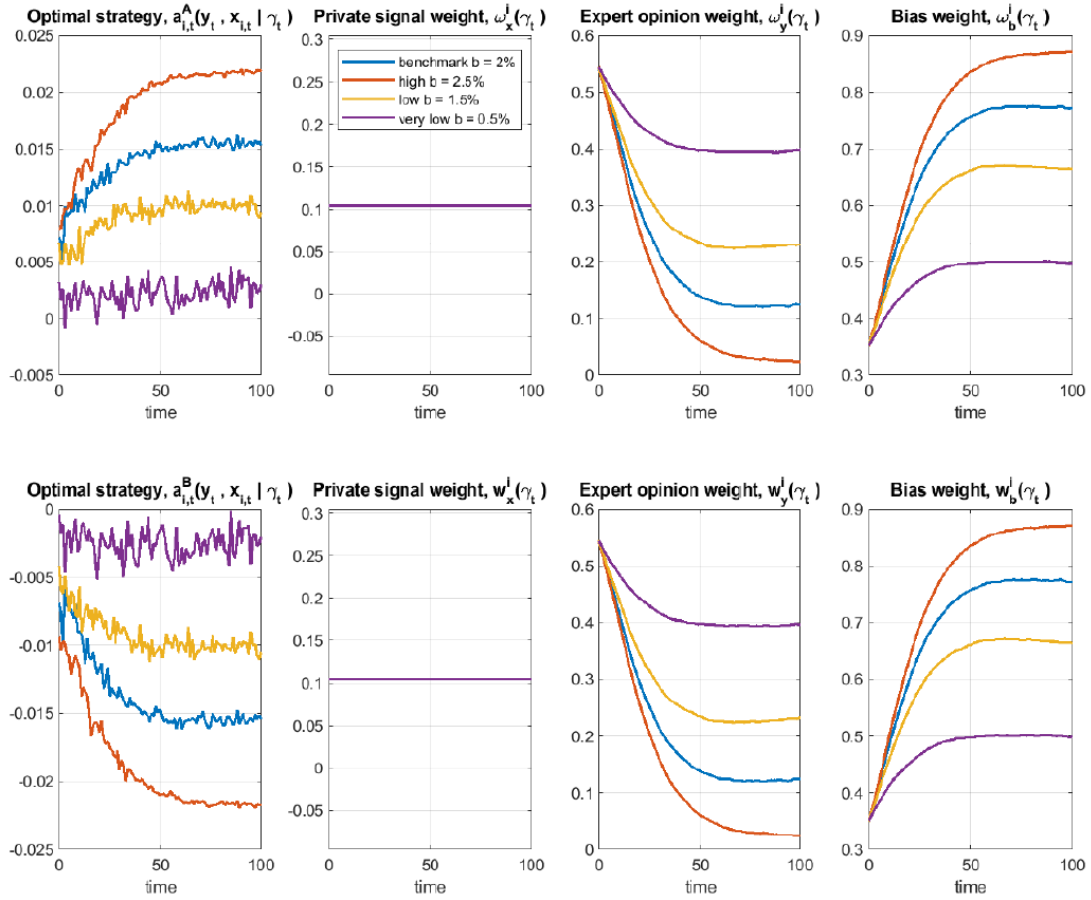 Optimal strategy, a_{i,t}^A(y_t , x_{i,t} | γ_t )
0.025
0.02
0.015
0.01
0.005
0
-0.005
0 50 100
time
Private signal weight, ω_x^i(γ_t )
0.3
0.25
0.2
0.15
0.1
0.05
0
-0.05
0 50 100
time
benchmark b = 2%
high b = 2.5%
low b = 1.5%
very low b = 0.5%
Expert opinion weight, ω_y^i(γ_t )
0.6
0.5
0.4
0.3
0.2
0.1
0
0 50 100
time
Bias weight, ω_b^i(γ_t )
0.9
0.8
0.7
0.6
0.5
0.4
0.3
0 50 100
time
Optimal strategy, a_{i,t}^B(y_t , x_{i,t} | γ_t )
0
-0.005
-0.01
-0.015
-0.02
-0.025
0 50 100
time
Private signal weight, w_x^i(γ_t )
0.3
0.25
0.2
0.15
0.1
0.05
0
-0.05
0 50 100
time
Expert opinion weight, w_y^i(γ_t )
0.6
0.5
0.4
0.3
0.2
0.1
0
0 50 100
time
Bias weight, w_b^i(γ_t )
0.9
0.8
0.7
0.6
0.5
0.4
0.3
0 50 100
time